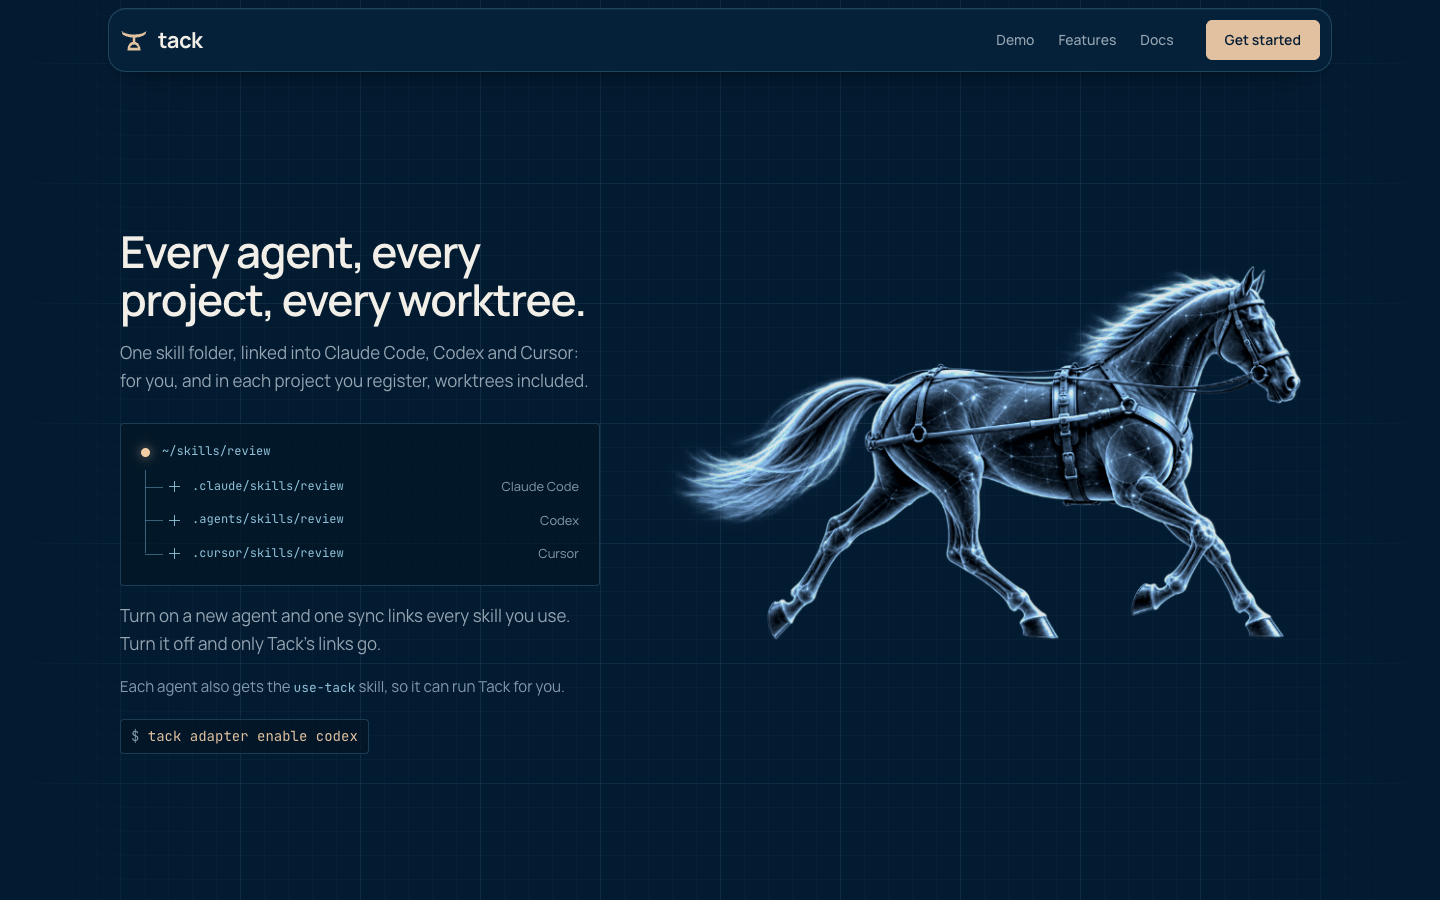 tack
Demo
Features
Docs
Get started
Every agent, every
project, every worktree.
One skill folder, linked into Claude Code, Codex and Cursor:
for you, and in each project you register, worktrees included.
~/skills/review
.claude/skills/review Claude Code
.agents/skills/review Codex
.cursor/skills/review Cursor
Turn on a new agent and one sync links every skill you use.
Turn it off and only Tack’s links go.
Each agent also gets the use-tack skill, so it can run Tack for you.
$ tack adapter enable codex